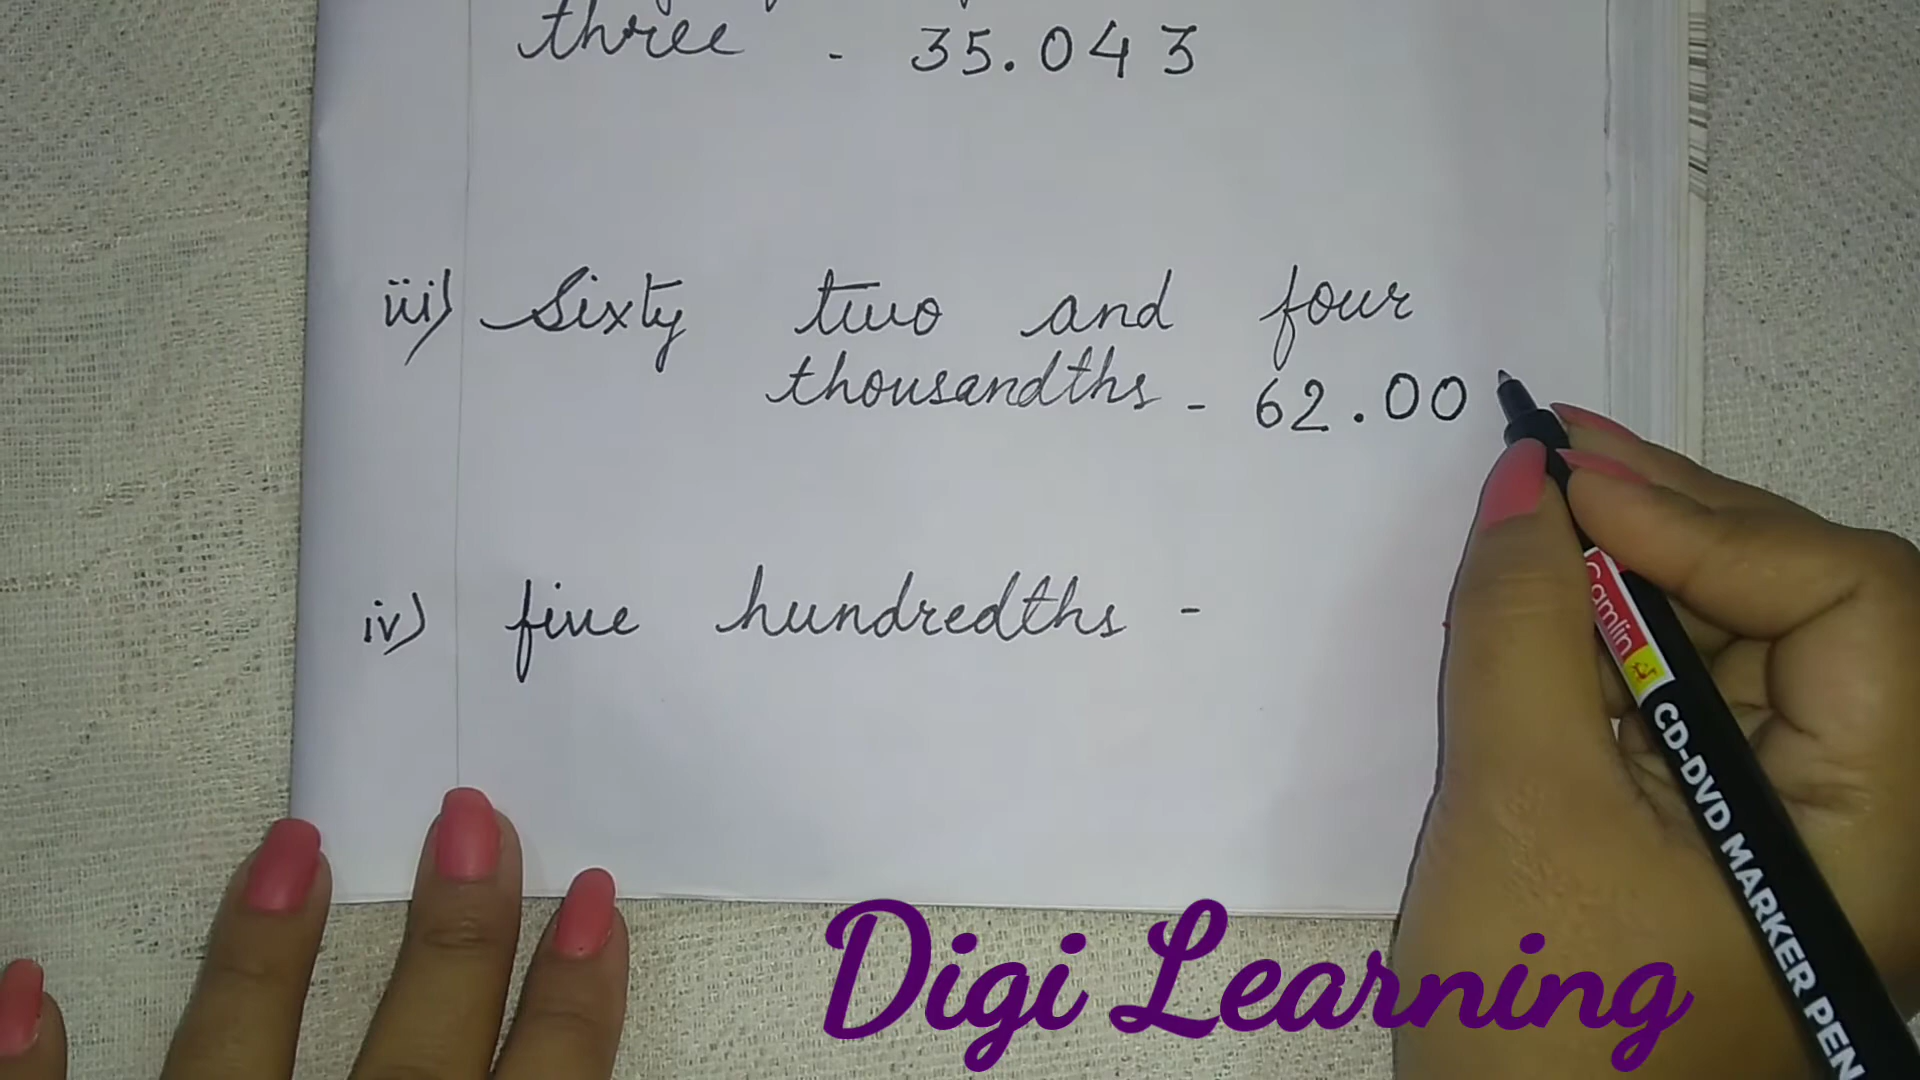 three - 35.043
iii) Sixty two and four
thousandths - 62.00
iv) five hundredths -
Camlin
CD-DVD MARKER PEN
Digi Learning